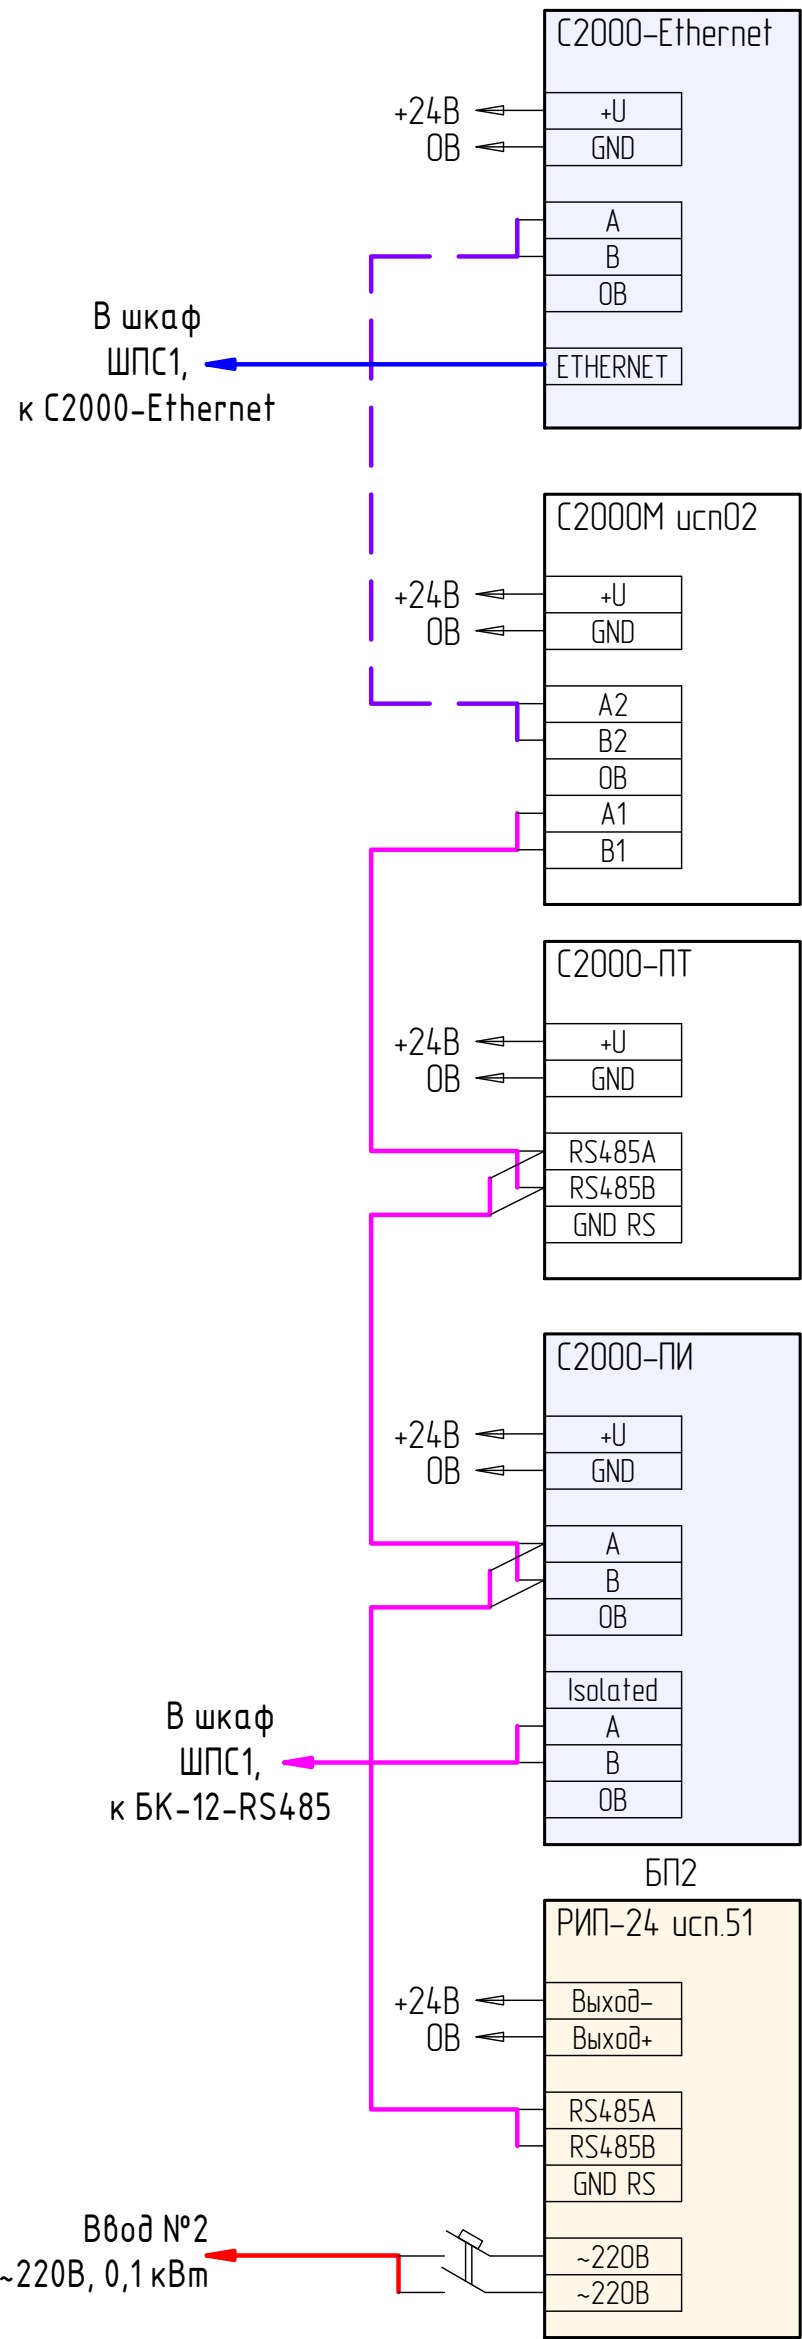 С2000-Ethernet
+24В
+U
0В
GND
A
B
0В
В шкаф
ШПС1,
к С2000-Ethernet
ETHERNET
С2000М исп02
+24В
+U
0В
GND
A2
B2
0В
A1
B1
С2000-ПТ
+24В
+U
0В
GND
RS485A
RS485B
GND RS
С2000-ПИ
+24В
+U
0В
GND
A
B
0В
Isolated
A
B
0В
В шкаф
ШПС1,
к БК-12-RS485
БП2
РИП-24 исп.51
+24В
Выход-
0В
Выход+
RS485A
RS485B
GND RS
Ввод №2
~220В, 0,1 кВт
~220В
~220В